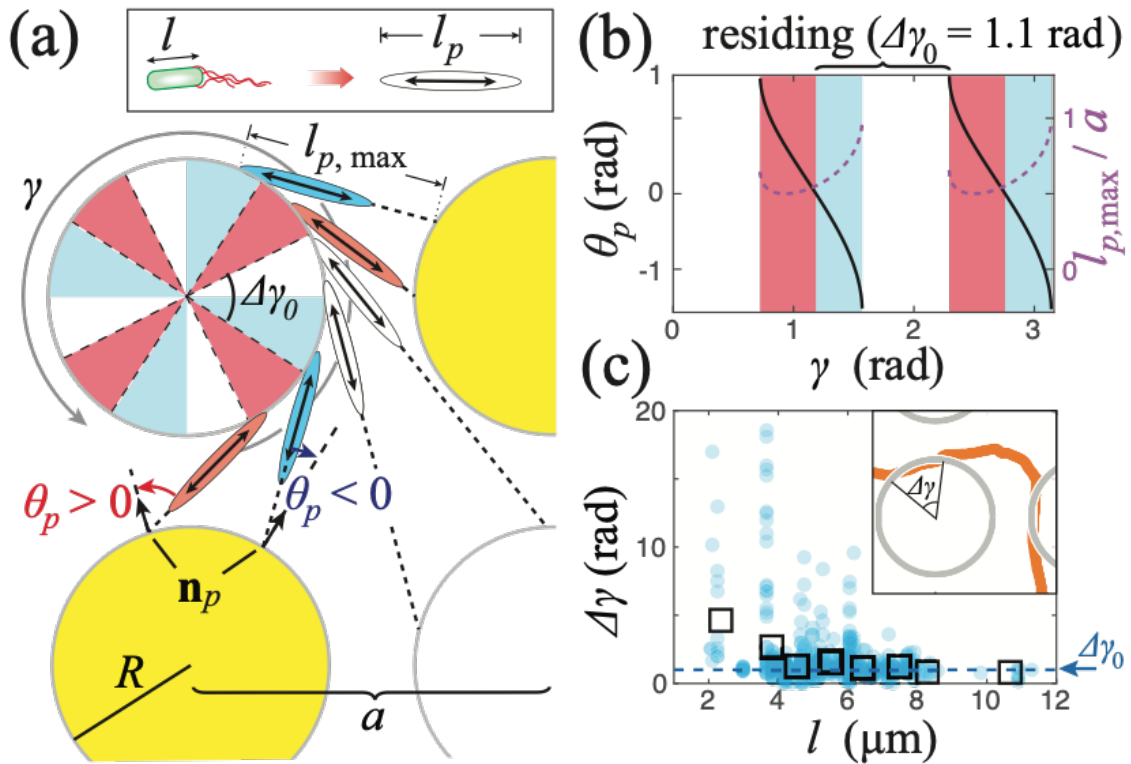 (a)
l
l_p
l_{p, max}
γ
Δγ_0
θ_p > 0
θ_p < 0
n_p
R
a
(b)
residing (Δγ_0 = 1.1 rad)
θ_p (rad)
1
0
-1
0
1
2
3
γ (rad)
1
0
l_{p,max} / a
(c)
Δγ (rad)
20
10
0
2
4
6
8
10
12
l (μm)
Δγ
Δγ_0